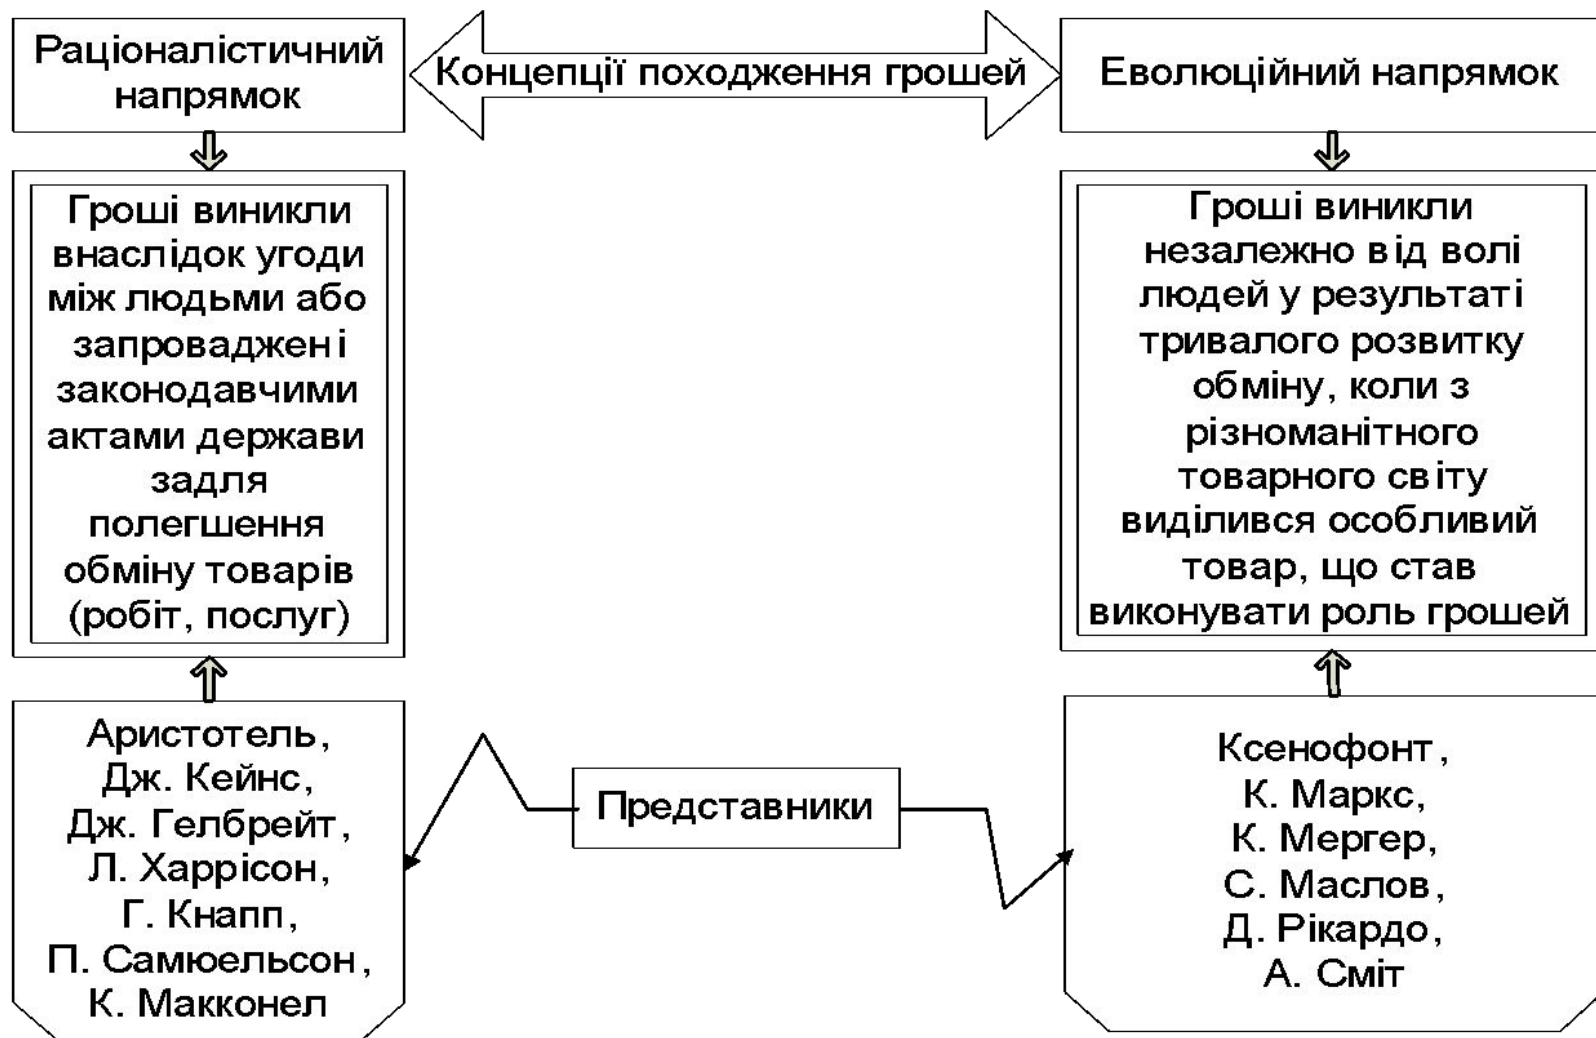 Раціоналістичний
напрямок
Концепції походження грошей
Еволюційний напрямок
Гроші виникли
внаслідок угоди
між людьми або
запроваджені
законодавчими
актами держави
задля
полегшення
обміну товарів
(робіт, послуг)
Гроші виникли
незалежно від волі
людей у результаті
тривалого розвитку
обміну, коли з
різноманітного
товарного світу
виділився особливий
товар, що став
виконувати роль грошей
Аристотель,
Дж. Кейнс,
Дж. Гелбрейт,
Л. Харрісон,
Г. Кнапп,
П. Самюельсон,
К. Макконел
Представники
Ксенофонт,
К. Маркс,
К. Мергер,
С. Маслов,
Д. Рікардо,
А. Сміт